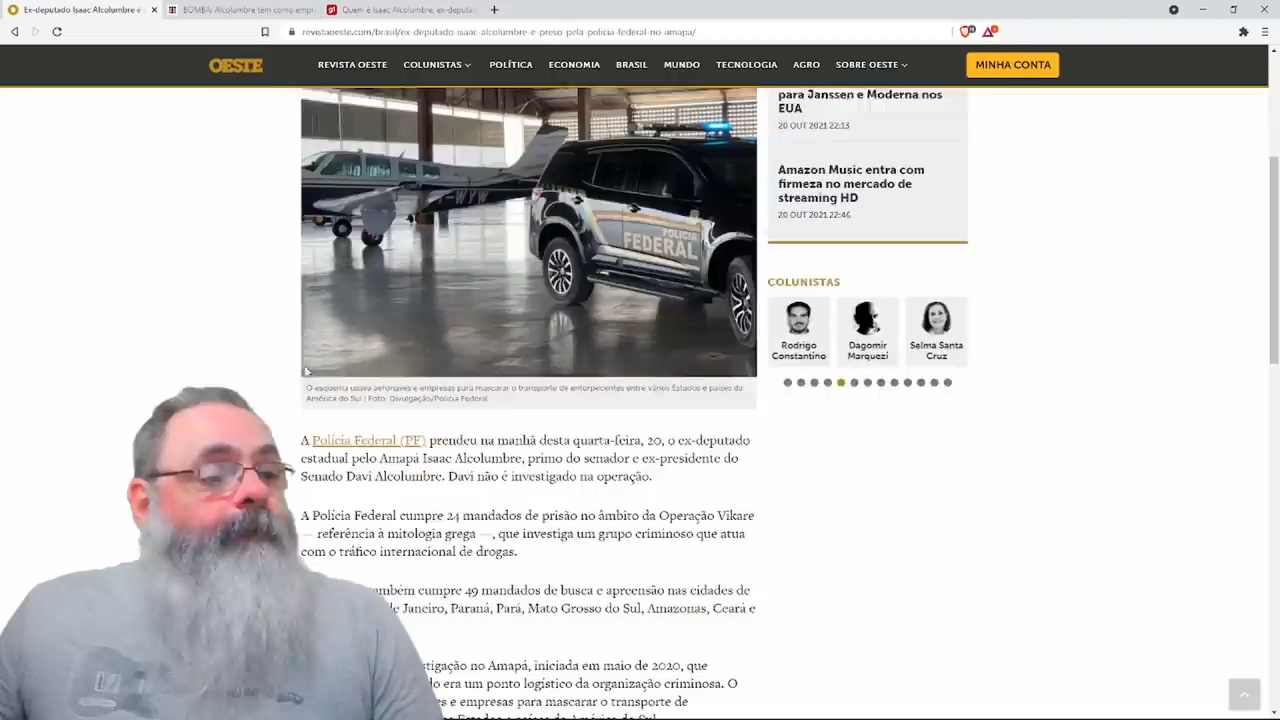 Ex-deputado Isaac Alcolumbre é
BOMBA: Alcolumbre tem como empr
Quem é Isaac Alcolumbre, ex-deputad
revistaoeste.com/brasil/ex-deputado-isaac-alcolumbre-e-preso-pela-policia-federal-no-amapa/
OESTE
REVISTA OESTE
COLUNISTAS
POLÍTICA
ECONOMIA
BRASIL
MUNDO
TECNOLOGIA
AGRO
SOBRE OESTE
MINHA CONTA
POLÍCIA
FEDERAL
O esquema usava aeronaves e empresas para mascarar o transporte de entorpecentes entre vários Estados e países da
América do Sul | Foto: Divulgação/Polícia Federal
A Polícia Federal (PF) prendeu na manhã desta quarta-feira, 20, o ex-deputado
estadual pelo Amapá Isaac Alcolumbre, primo do senador e ex-presidente do
Senado Davi Alcolumbre. Davi não é investigado na operação.
A Polícia Federal cumpre 24 mandados de prisão no âmbito da Operação Vikare
— referência à mitologia grega —, que investiga um grupo criminoso que atua
com o tráfico internacional de drogas.
ambém cumpre 49 mandados de busca e apreensão nas cidades de
de Janeiro, Paraná, Pará, Mato Grosso do Sul, Amazonas, Ceará e
stigação no Amapá, iniciada em maio de 2020, que
do era um ponto logístico da organização criminosa. O
es e empresas para mascarar o transporte de
para Janssen e Moderna nos
EUA
20 OUT 2021 22:13
Amazon Music entra com
firmeza no mercado de
streaming HD
20 OUT 2021 22:46
COLUNISTAS
Rodrigo
Constantino
Dagomir
Marquezi
Selma Santa
Cruz